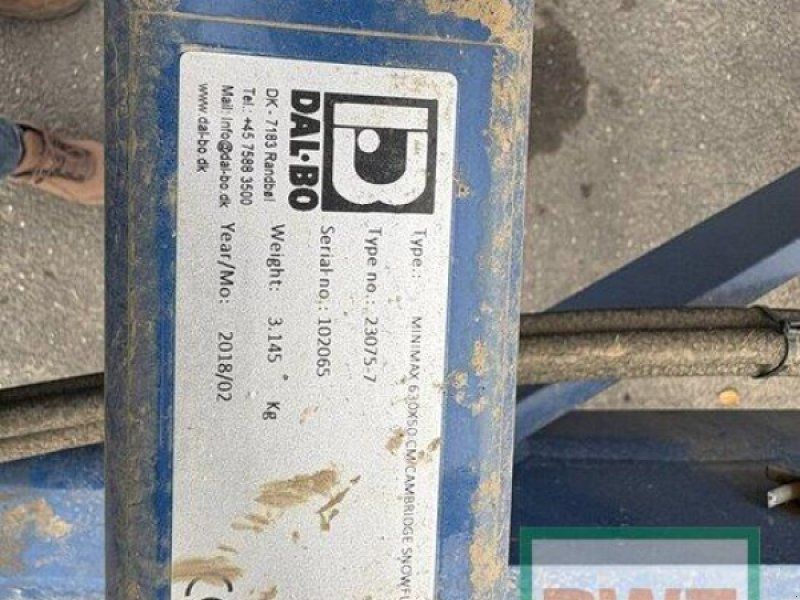 DAL-BO
DK - 7183 Randbøl
Tel.: +45 7588 3500
Mail: Info@dal-bo.dk
www.dal-bo.dk
Type.: MINIMAX 630X50 CM/CAMBRIDGE
Type no.: 23075-7
Serial-no.: 102065
Weight: 3.145 Kg
Year/Mo: 2018/02
CE